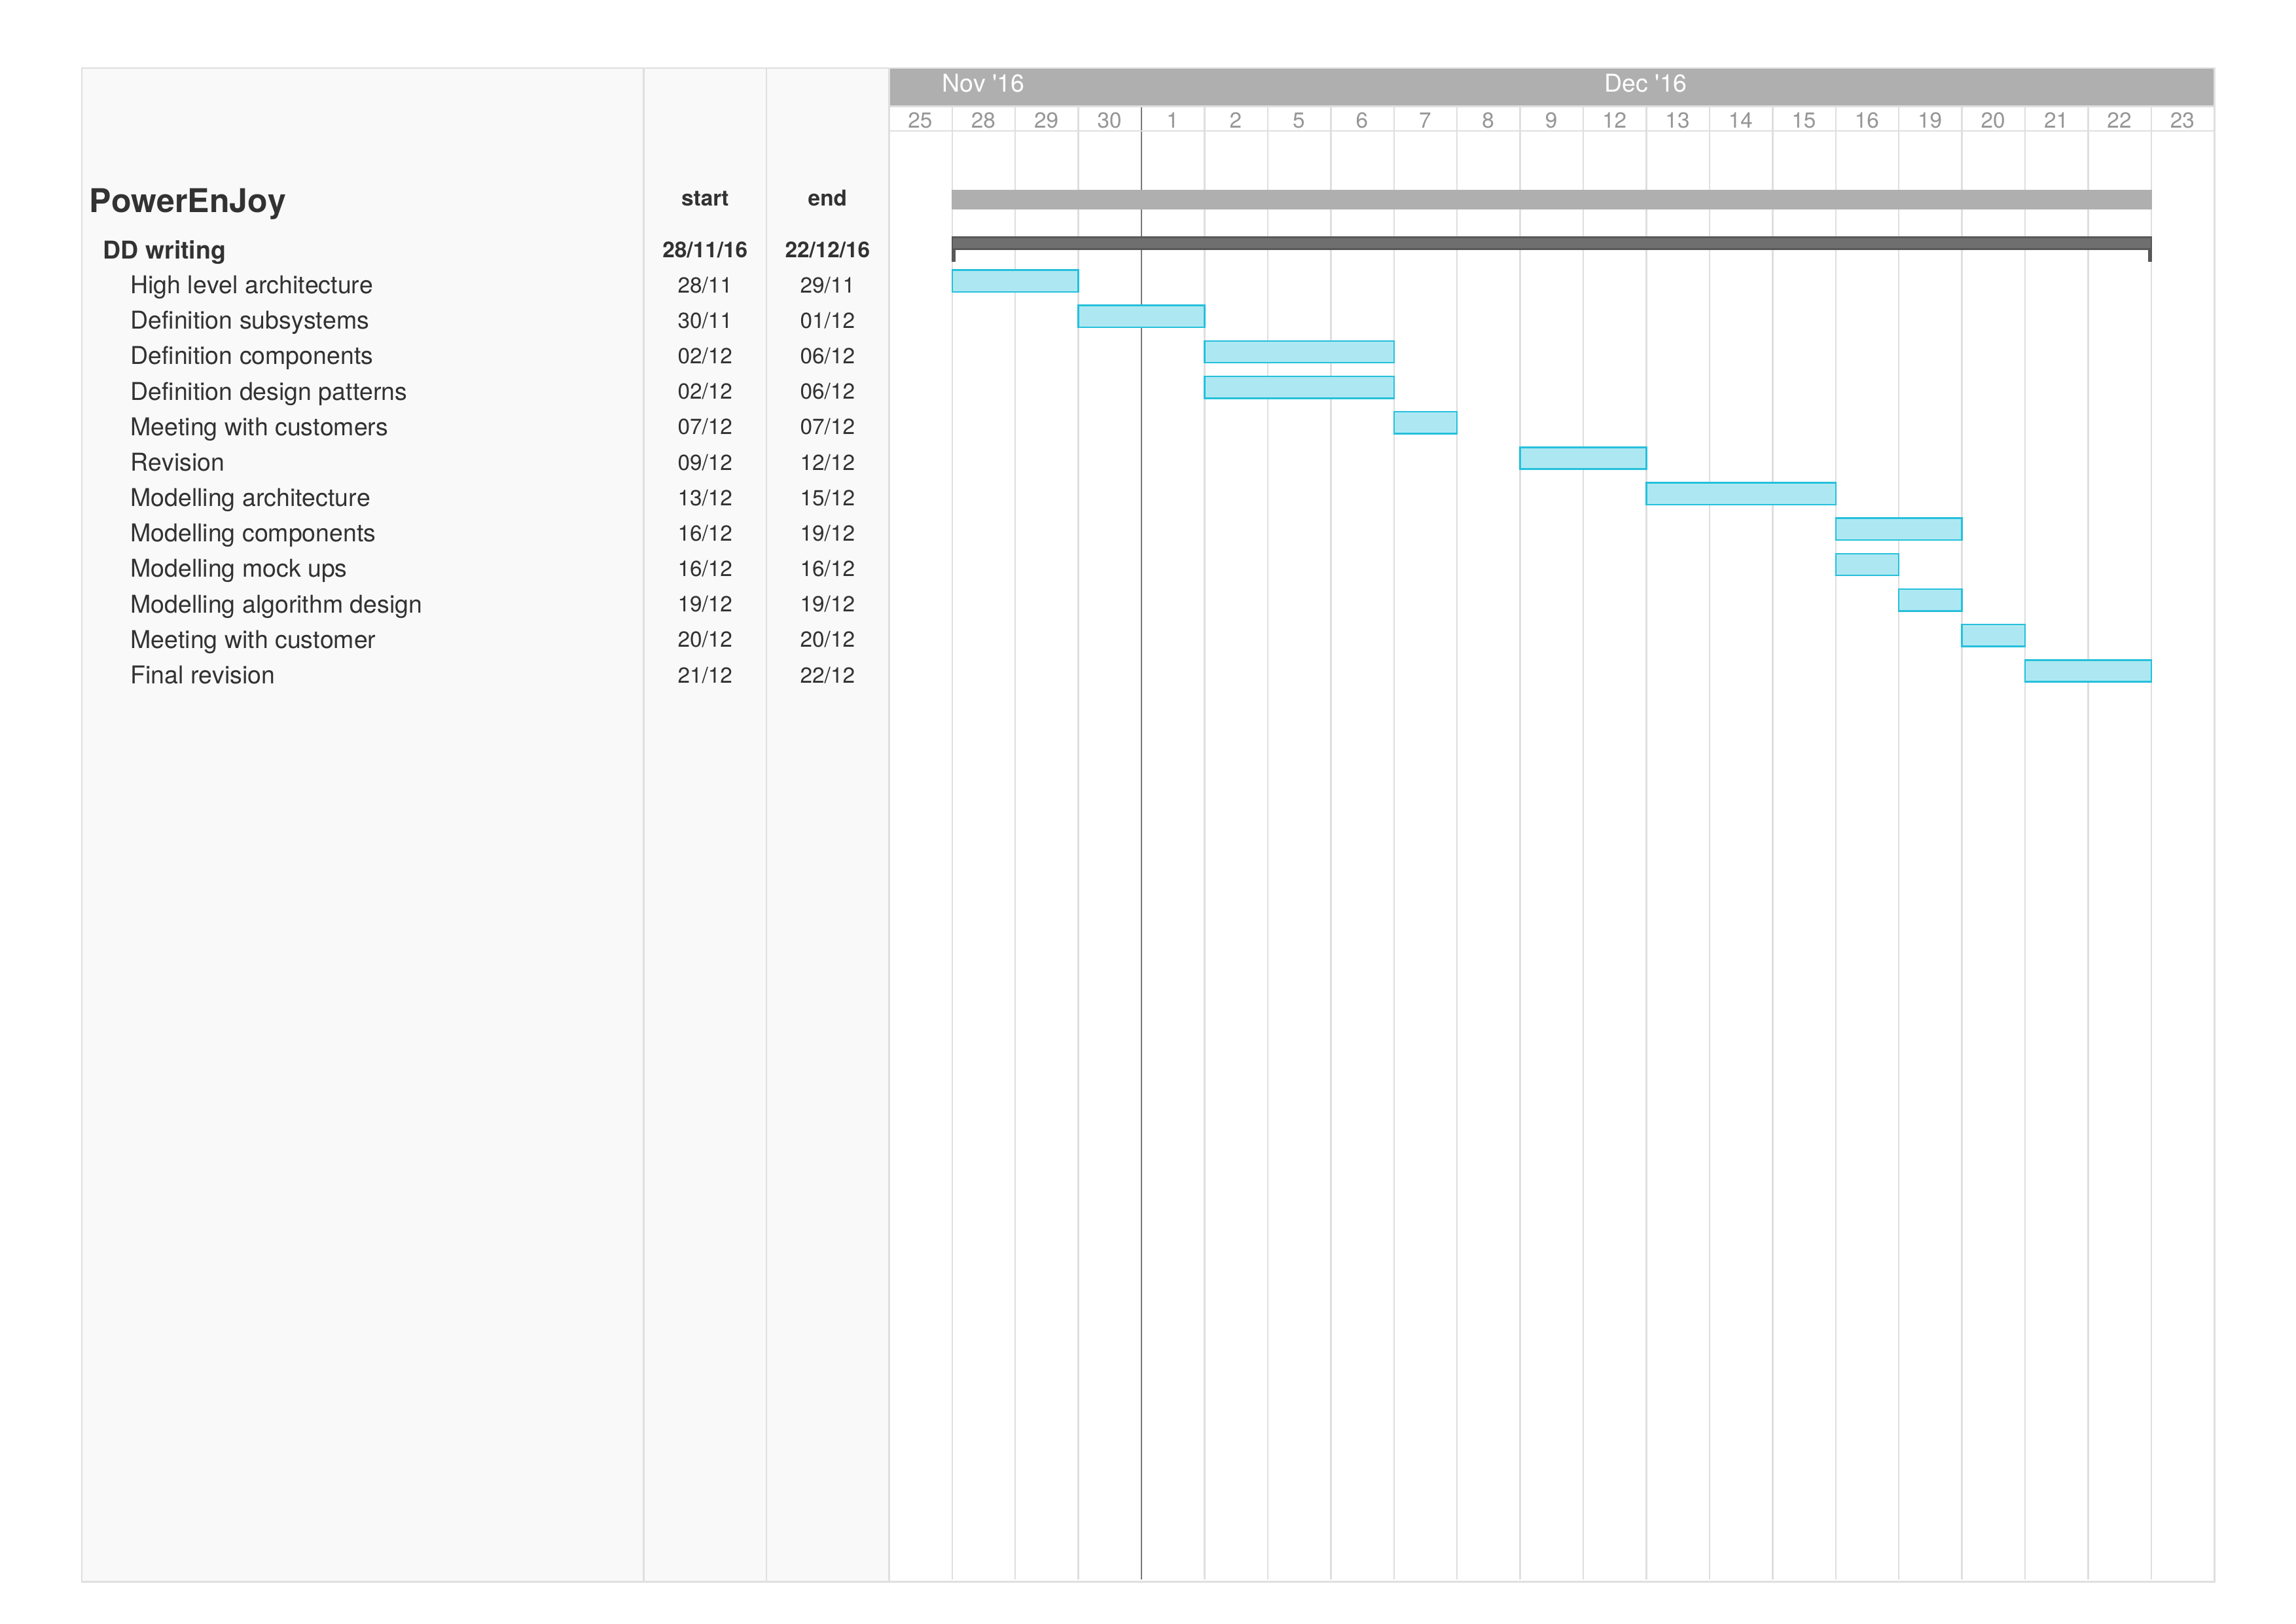 Nov '16 Dec '16
25 28 29 30 1 2 5 6 7 8 9 12 13 14 15 16 19 20 21 22 23
PowerEnJoy start end
DD writing 28/11/16 22/12/16
High level architecture 28/11 29/11
Definition subsystems 30/11 01/12
Definition components 02/12 06/12
Definition design patterns 02/12 06/12
Meeting with customers 07/12 07/12
Revision 09/12 12/12
Modelling architecture 13/12 15/12
Modelling components 16/12 19/12
Modelling mock ups 16/12 16/12
Modelling algorithm design 19/12 19/12
Meeting with customer 20/12 20/12
Final revision 21/12 22/12